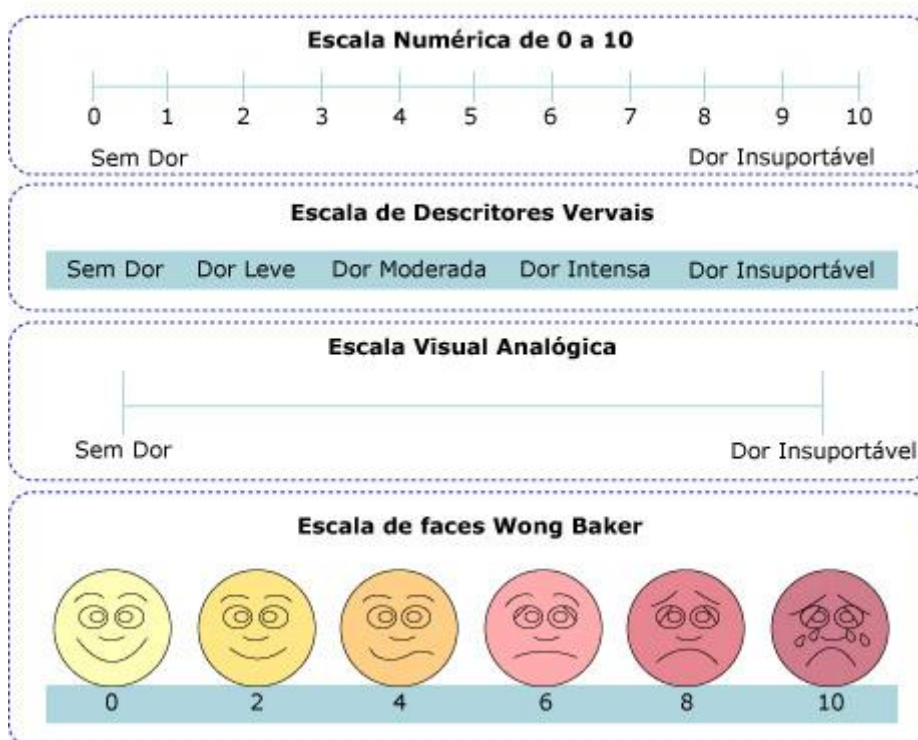 Escala Numérica de 0 a 10
0 1 2 3 4 5 6 7 8 9 10
Sem Dor Dor Insuportável
Escala de Descritores Vervais
Sem Dor Dor Leve Dor Moderada Dor Intensa Dor Insuportável
Escala Visual Analógica
Sem Dor Dor Insuportável
Escala de faces Wong Baker
0 2 4 6 8 10